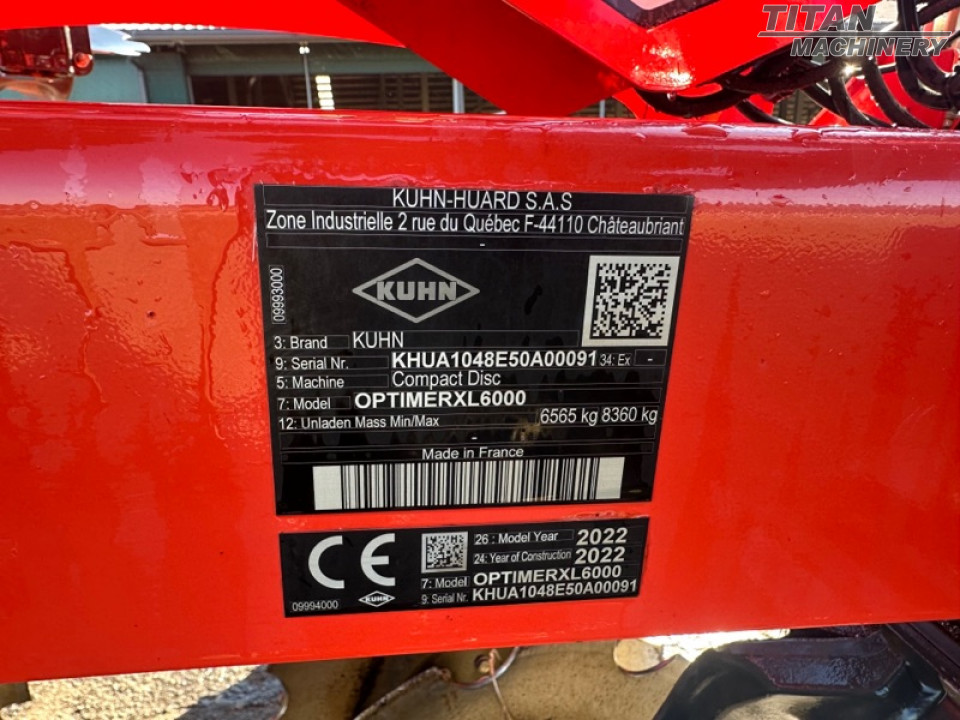 TITAN
MACHINERY
KUHN-HUARD S.A.S
Zone Industrielle 2 rue du Québec F-44110 Châteaubriant
-
09993000
KUHN
3: Brand KUHN
9: Serial Nr. KHUA1048E50A00091 34: Ex -
5: Machine Compact Disc
7: Model OPTIMERXL6000
12: Unladen Mass Min/Max 6565 kg 8360 kg
-
Made in France
CE
26 : Model Year 2022
24: Year of Construction 2022
7: Model OPTIMERXL6000
9: Serial Nr. KHUA1048E50A00091
09994000
KUHN